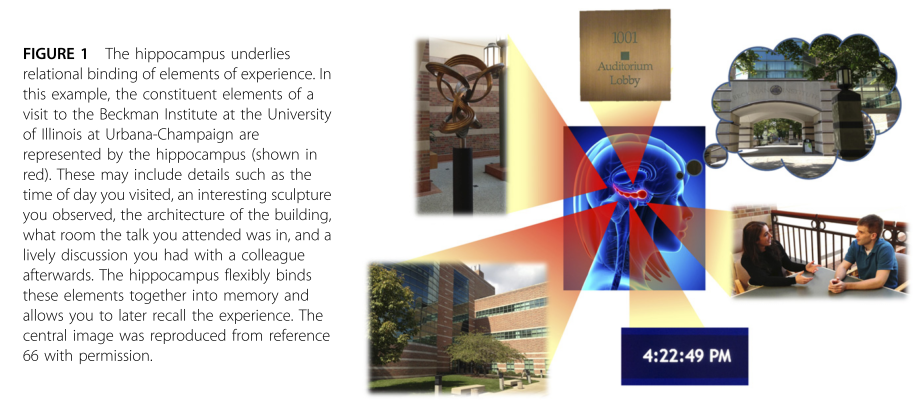 FIGURE 1 The hippocampus underlies
relational binding of elements of experience. In
this example, the constituent elements of a
visit to the Beckman Institute at the University
of Illinois at Urbana-Champaign are
represented by the hippocampus (shown in
red). These may include details such as the
time of day you visited, an interesting sculpture
you observed, the architecture of the building,
what room the talk you attended was in, and a
lively discussion you had with a colleague
afterwards. The hippocampus flexibly binds
these elements together into memory and
allows you to later recall the experience. The
central image was reproduced from reference
66 with permission.
1001
Auditorium
Lobby
4:22:49 PM